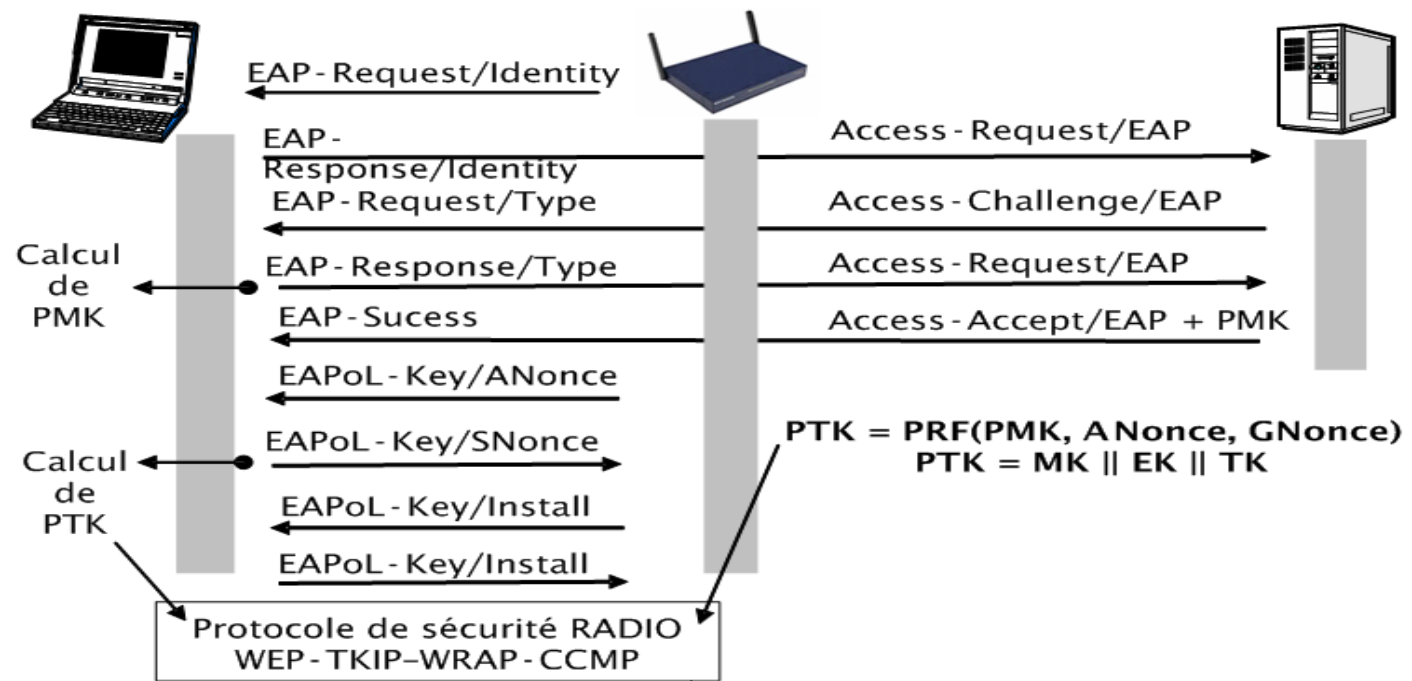 EAP-Request/Identity
EAP-
Response/Identity
Access-Request/EAP
EAP-Request/Type
Access-Challenge/EAP
Calcul
de
PMK
EAP-Response/Type
Access-Request/EAP
EAP-Sucess
Access-Accept/EAP + PMK
EAPoL-Key/ANonce
EAPoL-Key/SNonce
PTK = PRF(PMK, ANonce, GNonce)
PTK = MK || EK || TK
Calcul
de
PTK
EAPoL-Key/Install
EAPoL-Key/Install
Protocole de sécurité RADIO
WEP-TKIP–WRAP-CCMP